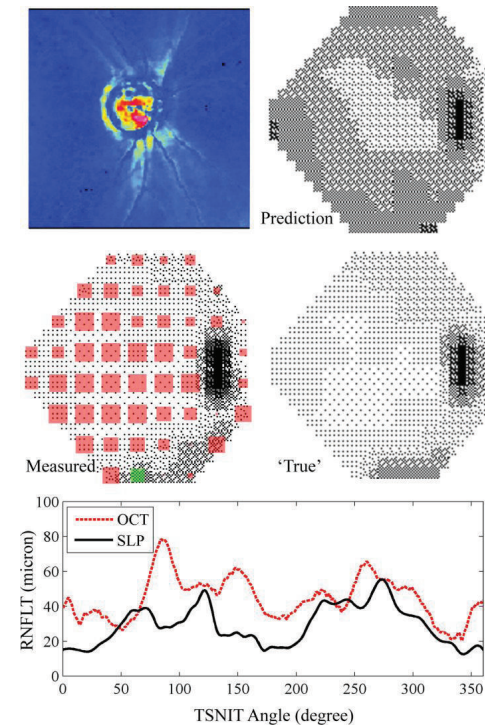 Prediction
Measured
'True'
OCT
SLP
RNFLT (micron)
100
80
60
40
20
0
0 50 100 150 200 250 300 350
TSNIT Angle (degree)